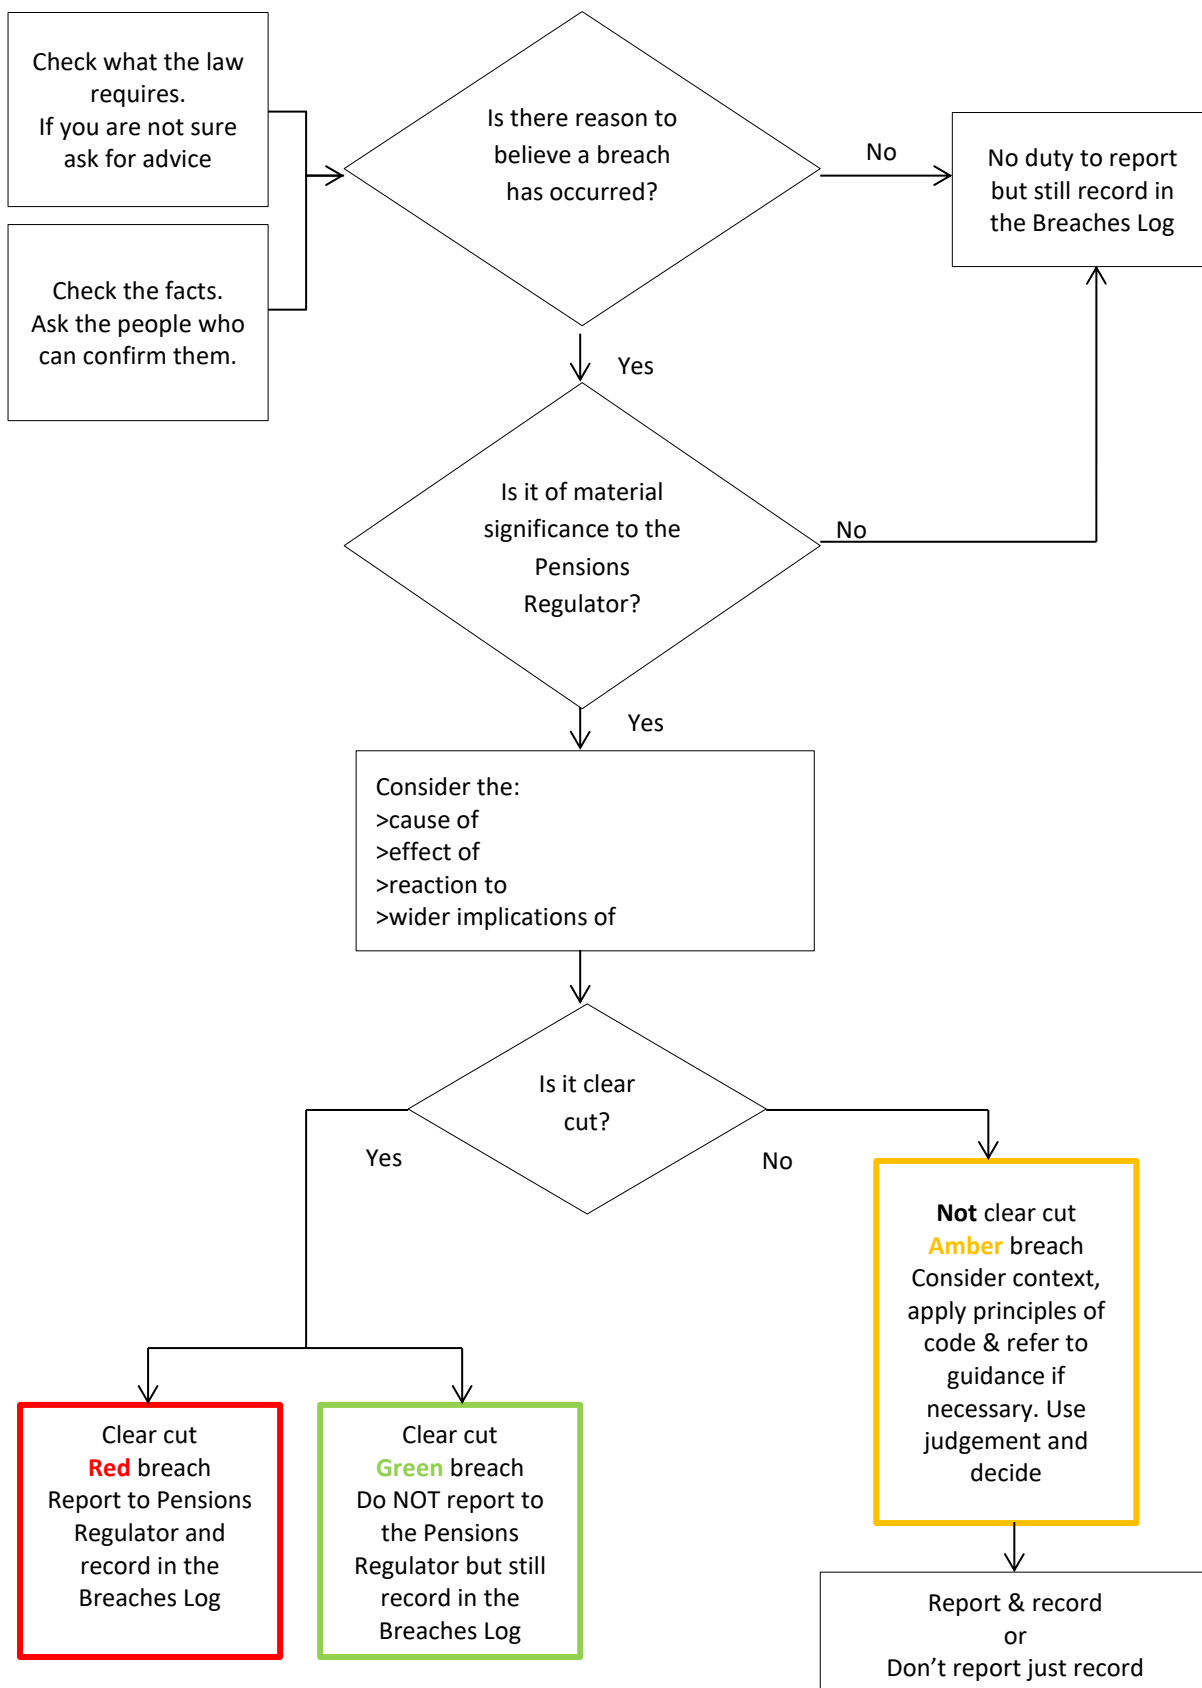 Check what the law
requires.
If you are not sure
ask for advice
Is there reason to
believe a breach
has occurred?
No
No duty to report
but still record in
the Breaches Log
Check the facts.
Ask the people who
can confirm them.
Yes
Is it of material
significance to the
Pensions
Regulator?
No
Yes
Consider the:
>cause of
>effect of
>reaction to
>wider implications of
Is it clear
cut?
Yes
No
Not clear cut
Amber breach
Consider context,
apply principles of
code & refer to
guidance if
necessary. Use
judgement and
decide
Clear cut
Red breach
Report to Pensions
Regulator and
record in the
Breaches Log
Clear cut
Green breach
Do NOT report to
the Pensions
Regulator but still
record in the
Breaches Log
Report & record
or
Don’t report just record